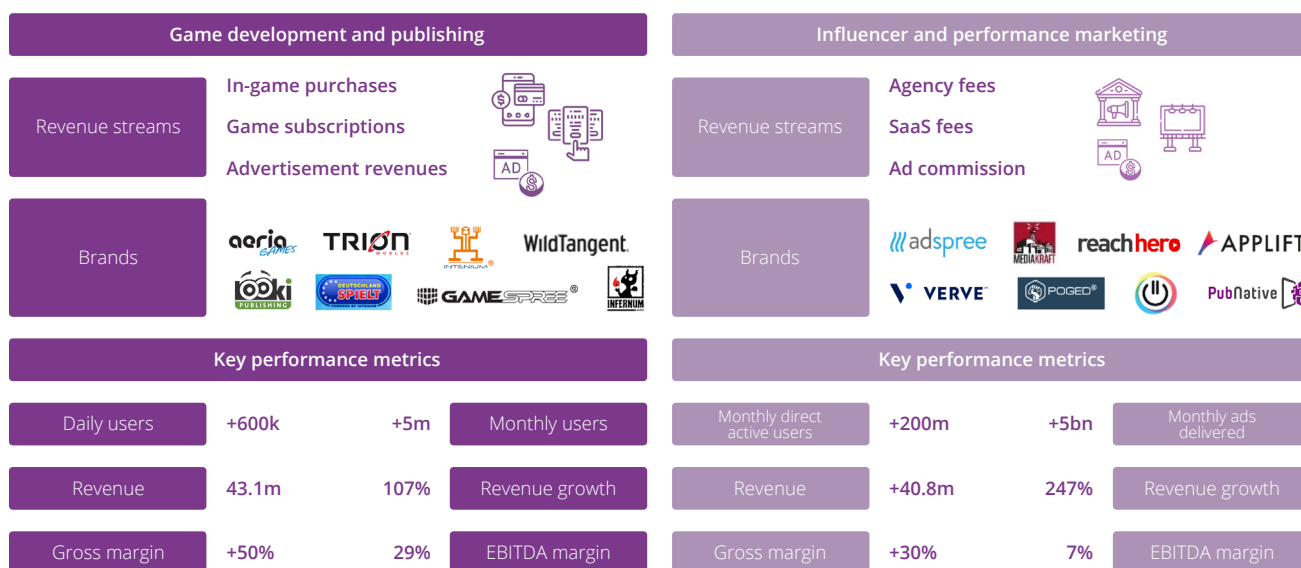 Game development and publishing
Revenue streams
In-game purchases
Game subscriptions
Advertisement revenues
AD
Brands
aeria
GAMES
TRION
WORLDS
INTENIUM®
WildTangent.
looki
PUBLISHING
DEUTSCHLAND
SPIELT
GAMESPREE®
INFERNUM
Key performance metrics
Daily users
+600k
+5m
Monthly users
Revenue
43.1m
107%
Revenue growth
Gross margin
+50%
29%
EBITDA margin
Influencer and performance marketing
Revenue streams
Agency fees
SaaS fees
Ad commission
AD
Brands
adspree
MEDIAKRAFT
reachhero
APPLIFT
VERVE
POGED®
PubNative
Key performance metrics
Monthly direct
active users
+200m
+5bn
Monthly ads
delivered
Revenue
+40.8m
247%
Revenue growth
Gross margin
+30%
7%
EBITDA margin